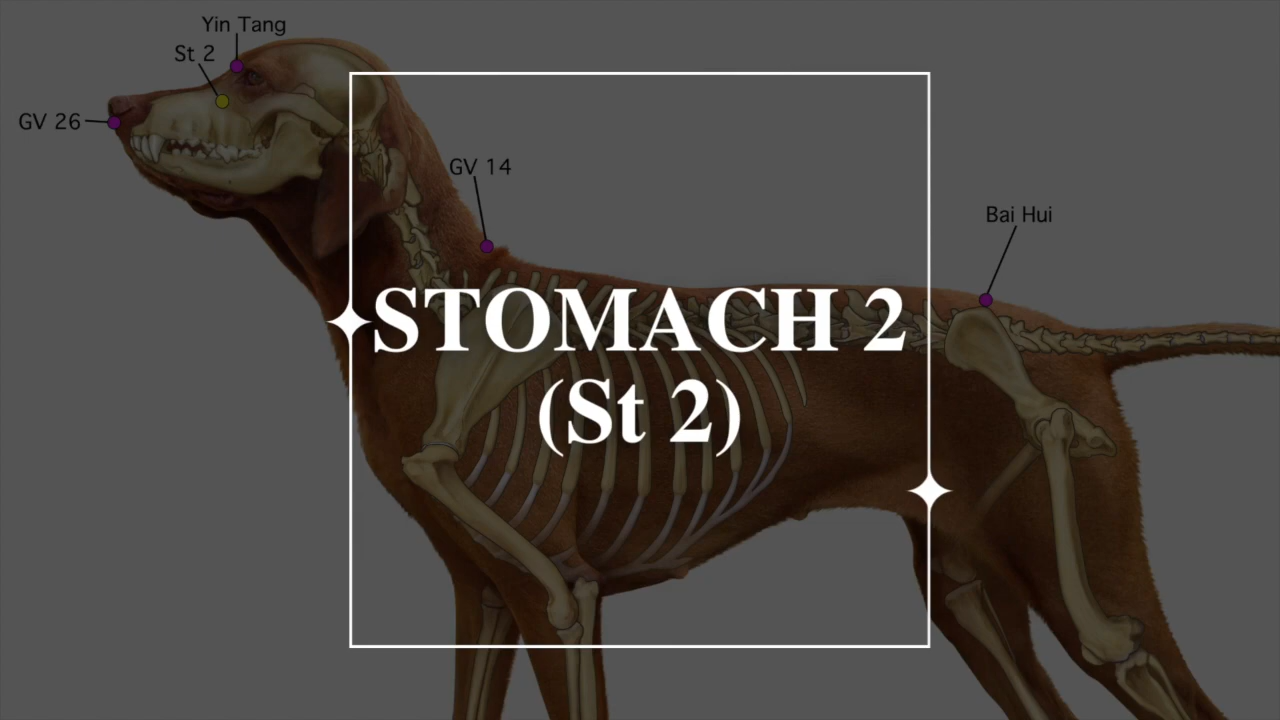 Yin Tang
St 2
GV 26
GV 14
Bai Hui
STOMACH 2
(St 2)